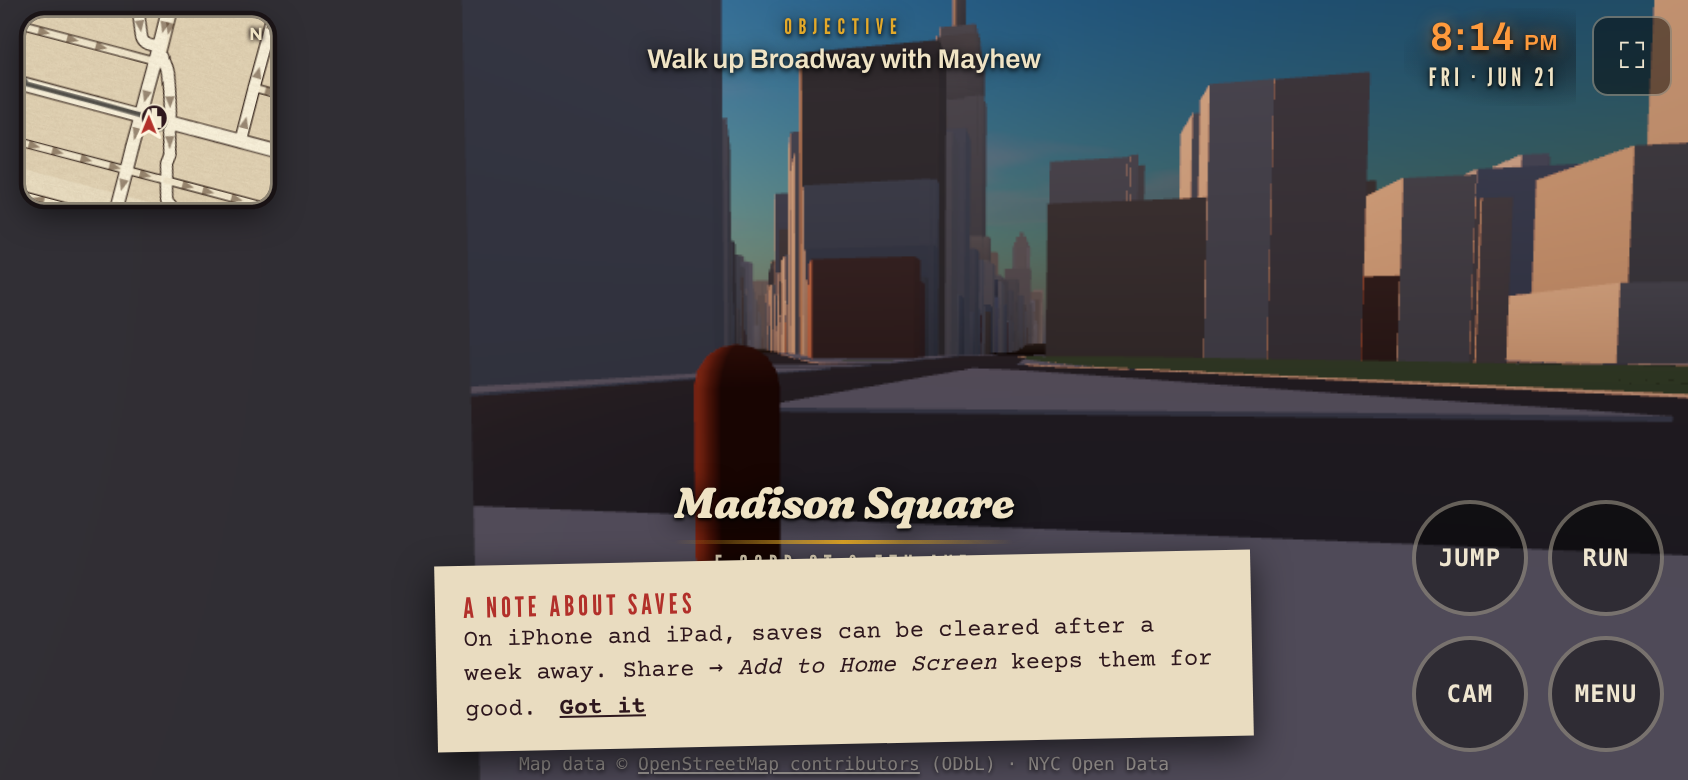 N
OBJECTIVE
Walk up Broadway with Mayhew
8:14 PM
FRI · JUN 21
Madison Square
A NOTE ABOUT SAVES
On iPhone and iPad, saves can be cleared after a
week away. Share → Add to Home Screen keeps them for
good. Got it
JUMP
RUN
CAM
MENU
Map data © OpenStreetMap contributors (ODbL) · NYC Open Data